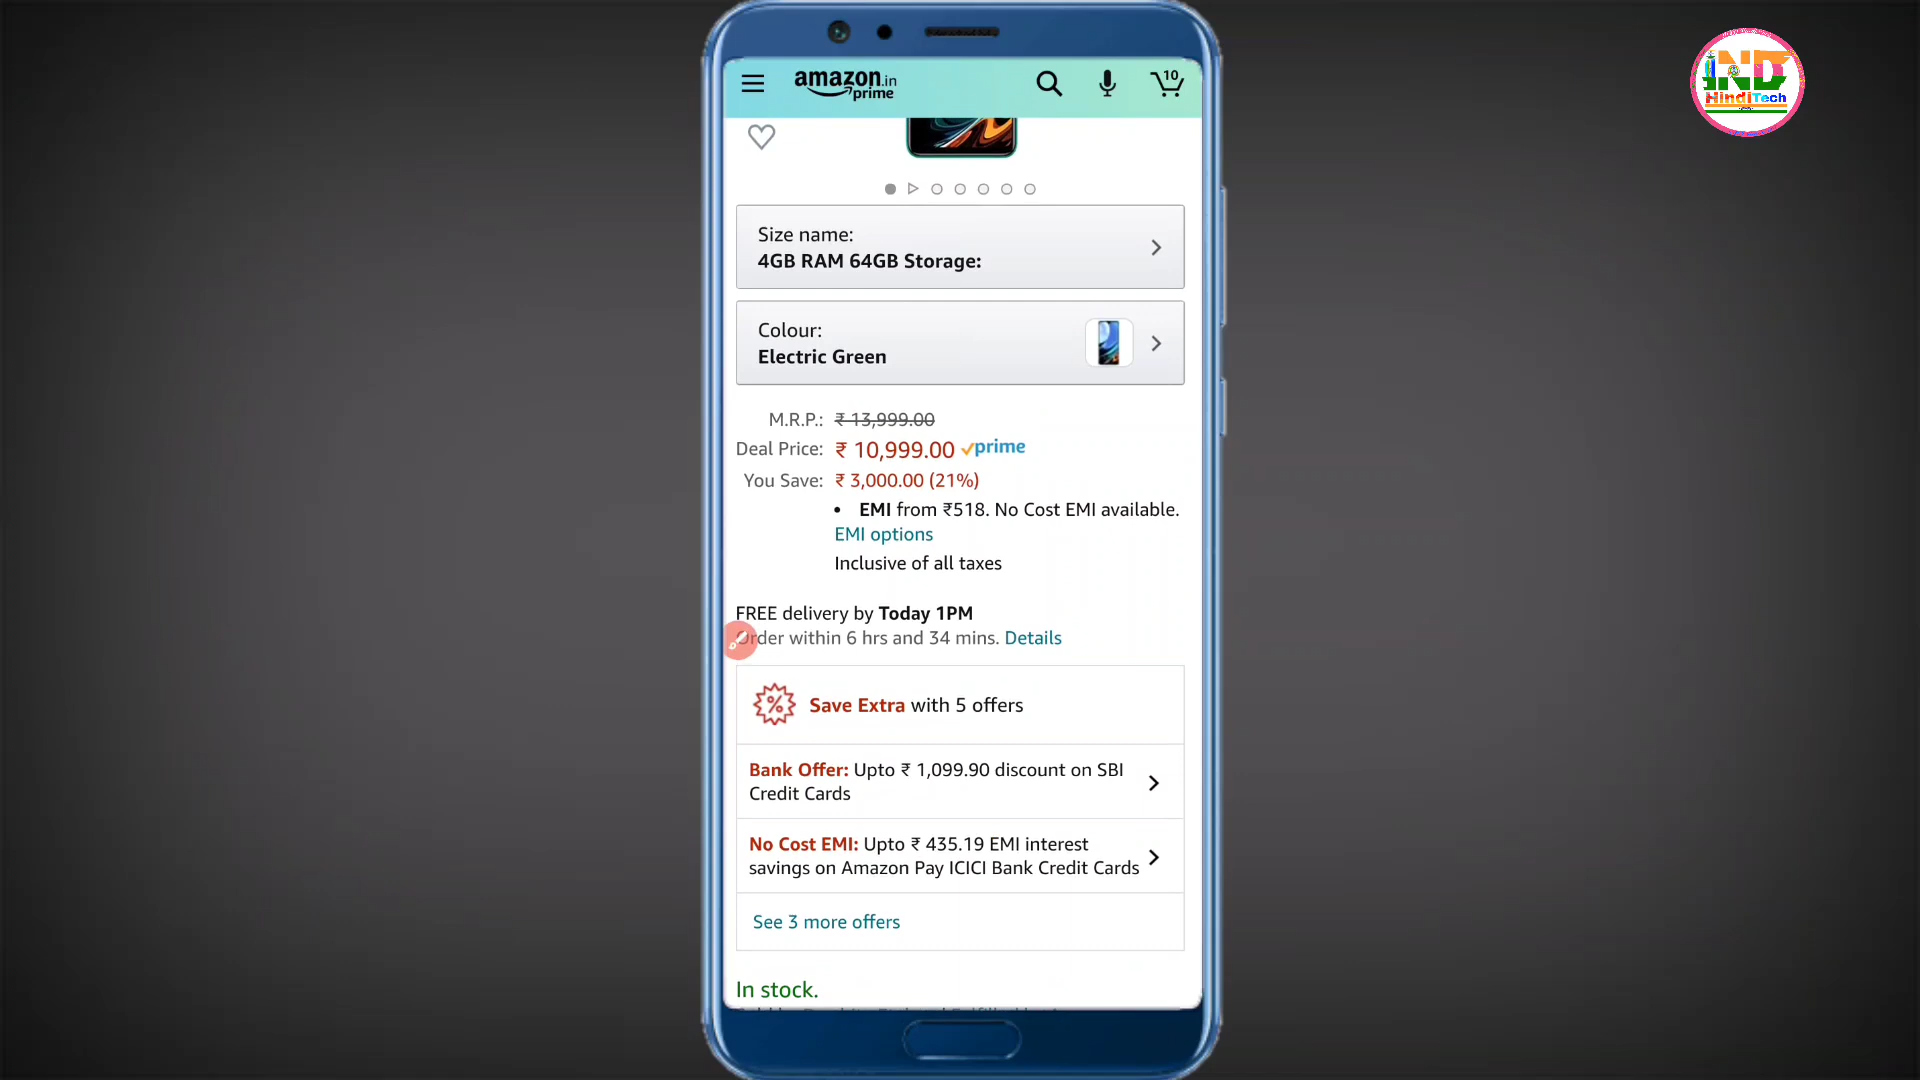 IND
HindiTech
amazon.in
prime
10
Size name:
4GB RAM 64GB Storage:
Colour:
Electric Green
M.R.P.: ₹ 13,999.00
Deal Price: ₹ 10,999.00 prime
You Save: ₹ 3,000.00 (21%)
• EMI from ₹518. No Cost EMI available.
EMI options
Inclusive of all taxes
FREE delivery by Today 1PM
Order within 6 hrs and 34 mins. Details
% Save Extra with 5 offers
Bank Offer: Upto ₹ 1,099.90 discount on SBI
Credit Cards
No Cost EMI: Upto ₹ 435.19 EMI interest
savings on Amazon Pay ICICI Bank Credit Cards
See 3 more offers
In stock.